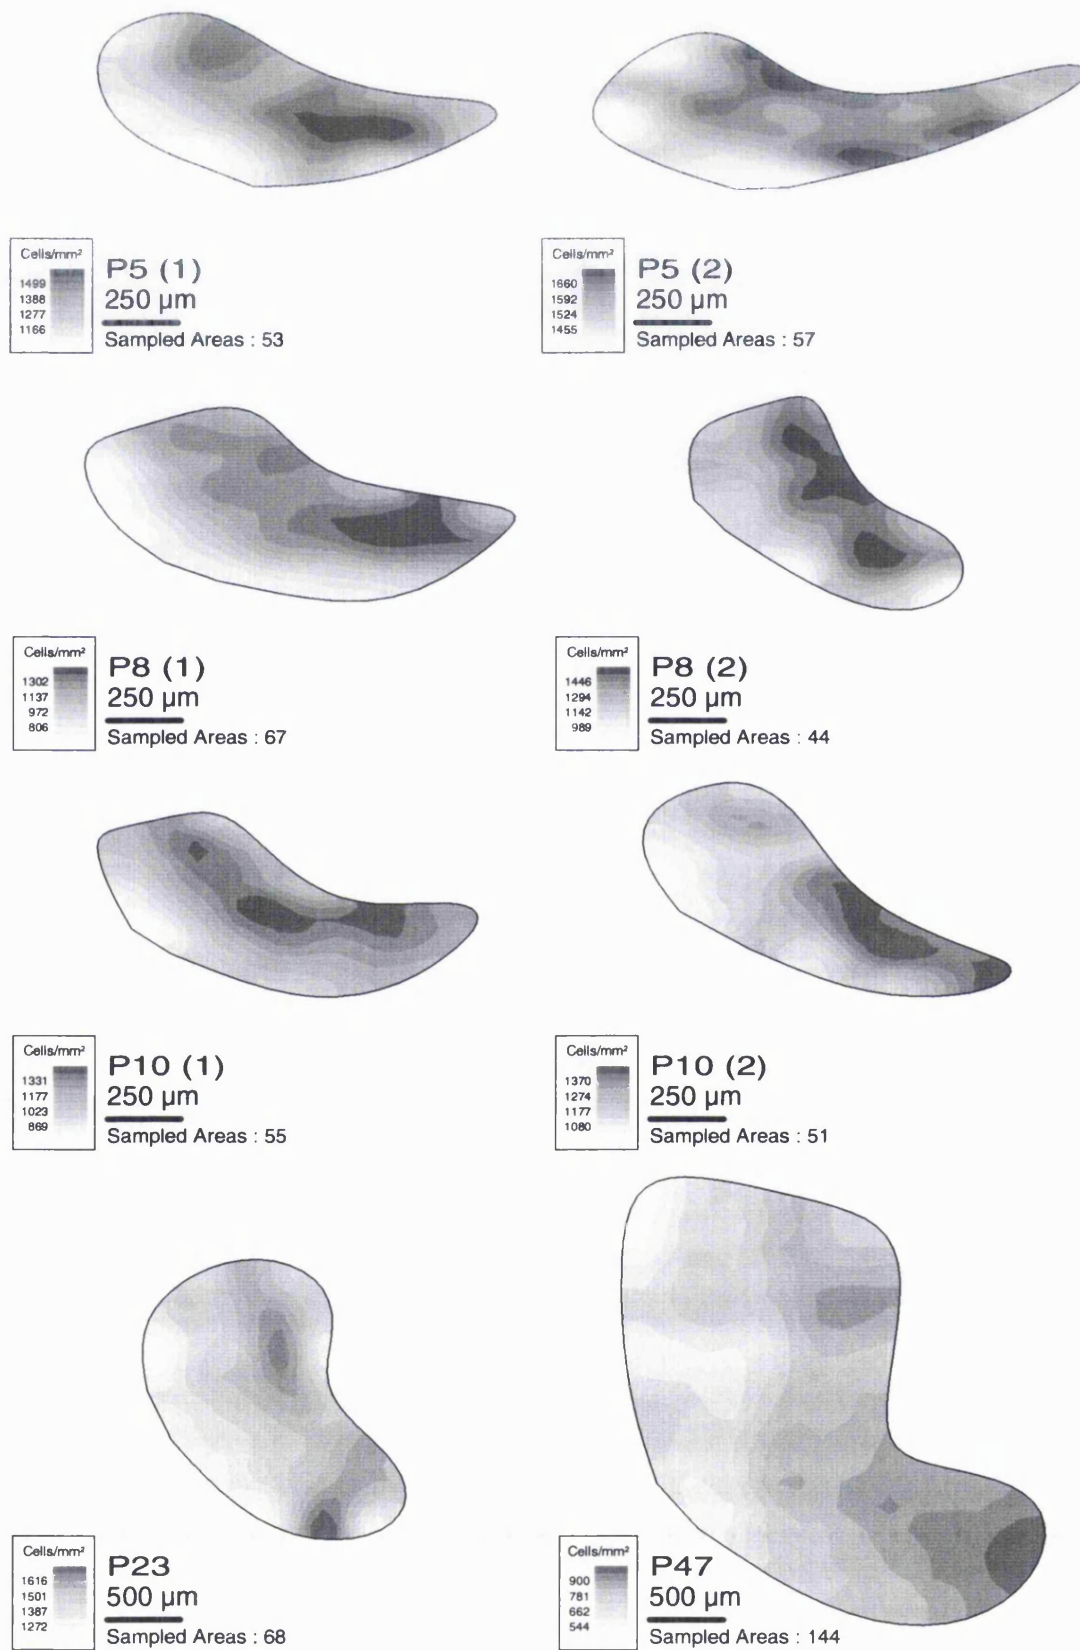 Cells/mm²
1499
1388
1277
1166
P5 (1)
250 µm
Sampled Areas : 53
Cells/mm²
1660
1592
1524
1455
P5 (2)
250 µm
Sampled Areas : 57
Cells/mm²
1302
1137
972
806
P8 (1)
250 µm
Sampled Areas : 67
Cells/mm²
1446
1294
1142
989
P8 (2)
250 µm
Sampled Areas : 44
Cells/mm²
1331
1177
1023
869
P10 (1)
250 µm
Sampled Areas : 55
Cells/mm²
1370
1274
1177
1080
P10 (2)
250 µm
Sampled Areas : 51
Cells/mm²
1616
1501
1387
1272
P23
500 µm
Sampled Areas : 68
Cells/mm²
900
781
662
544
P47
500 µm
Sampled Areas : 144